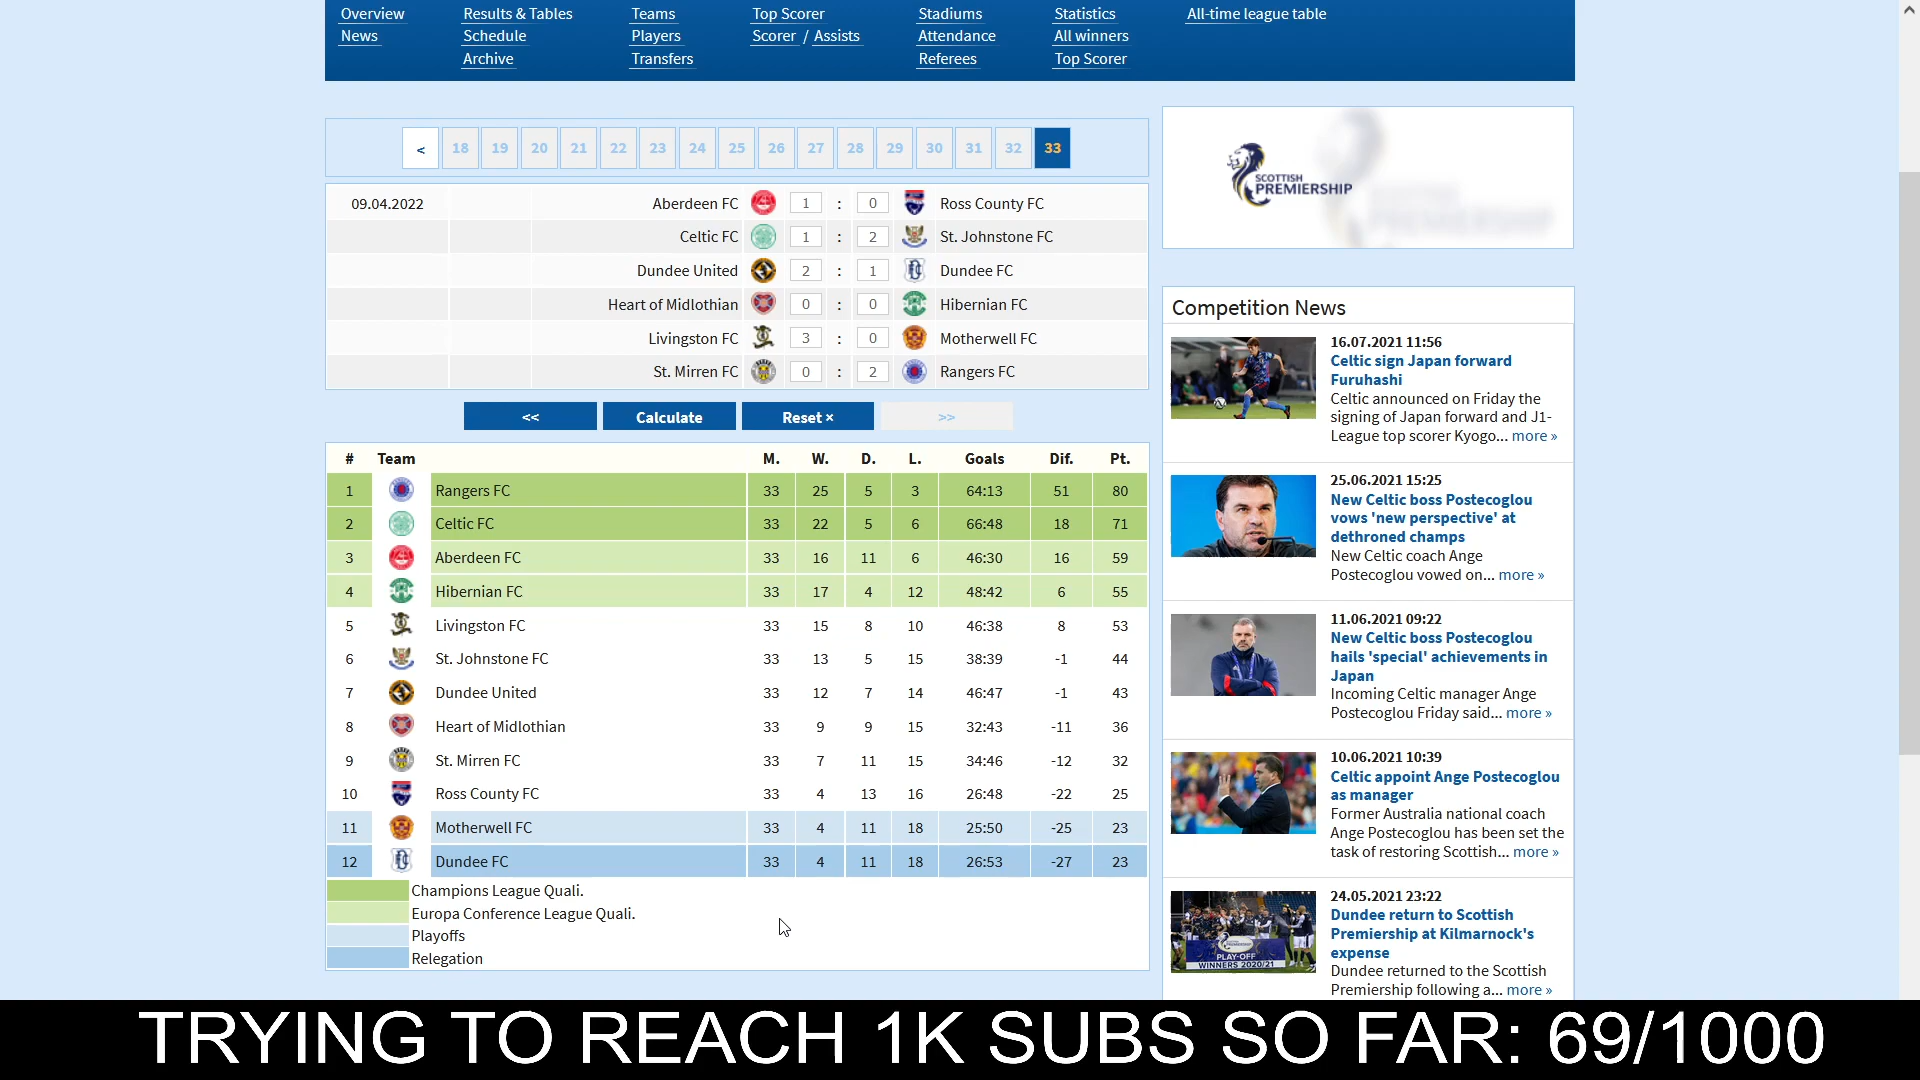 Overview Results & Tables Teams Top Scorer Stadiums Statistics All-time league table
News Schedule Players Scorer / Assists Attendance All winners
Archive Transfers Referees Top Scorer
< 18 19 20 21 22 23 24 25 26 27 28 29 30 31 32 33
09.04.2022 Aberdeen FC 1 : 0 Ross County FC
Celtic FC 1 : 2 St. Johnstone FC
Dundee United 2 : 1 Dundee FC
Heart of Midlothian 0 : 0 Hibernian FC
Livingston FC 3 : 0 Motherwell FC
St. Mirren FC 0 : 2 Rangers FC
<< Calculate Reset × >>
# Team M. W. D. L. Goals Dif. Pt.
1 Rangers FC 33 25 5 3 64:13 51 80
2 Celtic FC 33 22 5 6 66:48 18 71
3 Aberdeen FC 33 16 11 6 46:30 16 59
4 Hibernian FC 33 17 4 12 48:42 6 55
5 Livingston FC 33 15 8 10 46:38 8 53
6 St. Johnstone FC 33 13 5 15 38:39 -1 44
7 Dundee United 33 12 7 14 46:47 -1 43
8 Heart of Midlothian 33 9 9 15 32:43 -11 36
9 St. Mirren FC 33 7 11 15 34:46 -12 32
10 Ross County FC 33 4 13 16 26:48 -22 25
11 Motherwell FC 33 4 11 18 25:50 -25 23
12 Dundee FC 33 4 11 18 26:53 -27 23
Champions League Quali.
Europa Conference League Quali.
Playoffs
Relegation
SCOTTISH
PREMIERSHIP
PREMIERSHIP
Competition News
16.07.2021 11:56
Celtic sign Japan forward
Furuhashi
Celtic announced on Friday the
signing of Japan forward and J1-
League top scorer Kyogo... more »
25.06.2021 15:25
New Celtic boss Postecoglou
vows 'new perspective' at
dethroned champs
New Celtic coach Ange
Postecoglou vowed on... more »
11.06.2021 09:22
New Celtic boss Postecoglou
hails 'special' achievements in
Japan
Incoming Celtic manager Ange
Postecoglou Friday said... more »
10.06.2021 10:39
Celtic appoint Ange Postecoglou
as manager
Former Australia national coach
Ange Postecoglou has been set the
task of restoring Scottish... more »
24.05.2021 23:22
Dundee return to Scottish
Premiership at Kilmarnock's
expense
Dundee returned to the Scottish
Premiership following a... more »
PLAY-OFF
WINNERS 2020/21
TRYING TO REACH 1K SUBS SO FAR: 69/1000